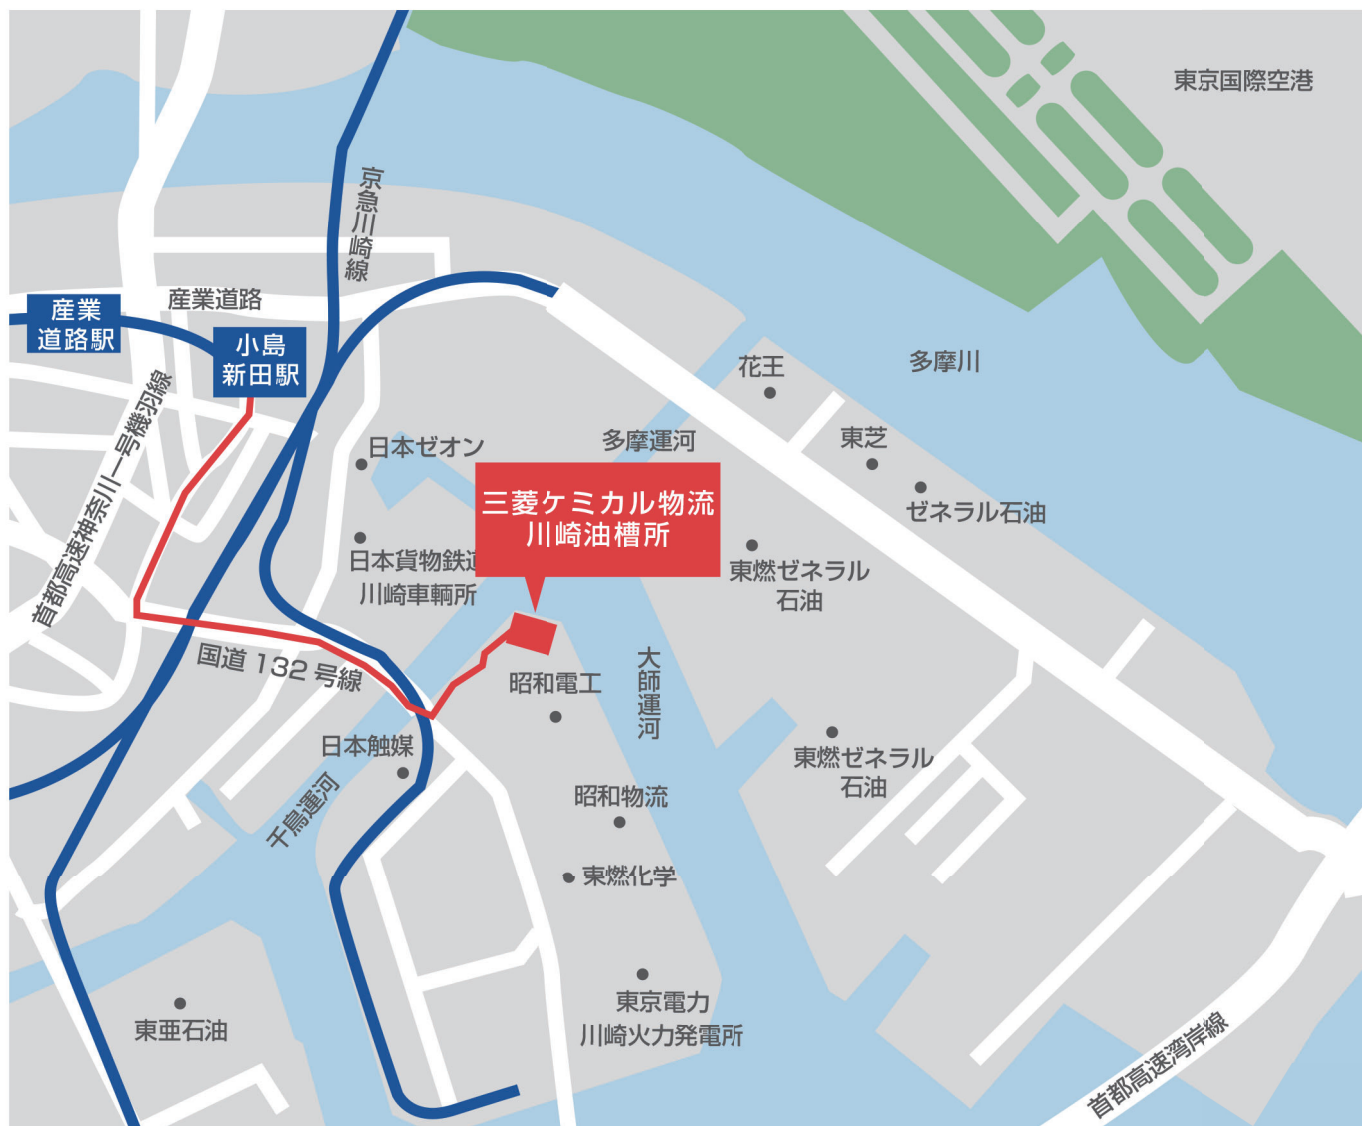 東京国際空港
京急川崎線
産業道路
産業
道路駅
小島
新田駅
多摩川
花王
首都高速神奈川一号機羽線
多摩運河
東芝
日本ゼオン
三菱ケミカル物流
川崎油槽所
ゼネラル石油
日本貨物鉄道
川崎車輌所
東燃ゼネラル
石油
国道 132 号線
昭和電工
大師運河
日本触媒
東燃ゼネラル
石油
千鳥運河
昭和物流
東燃化学
東京電力
川崎火力発電所
東亜石油
首都高速湾岸線